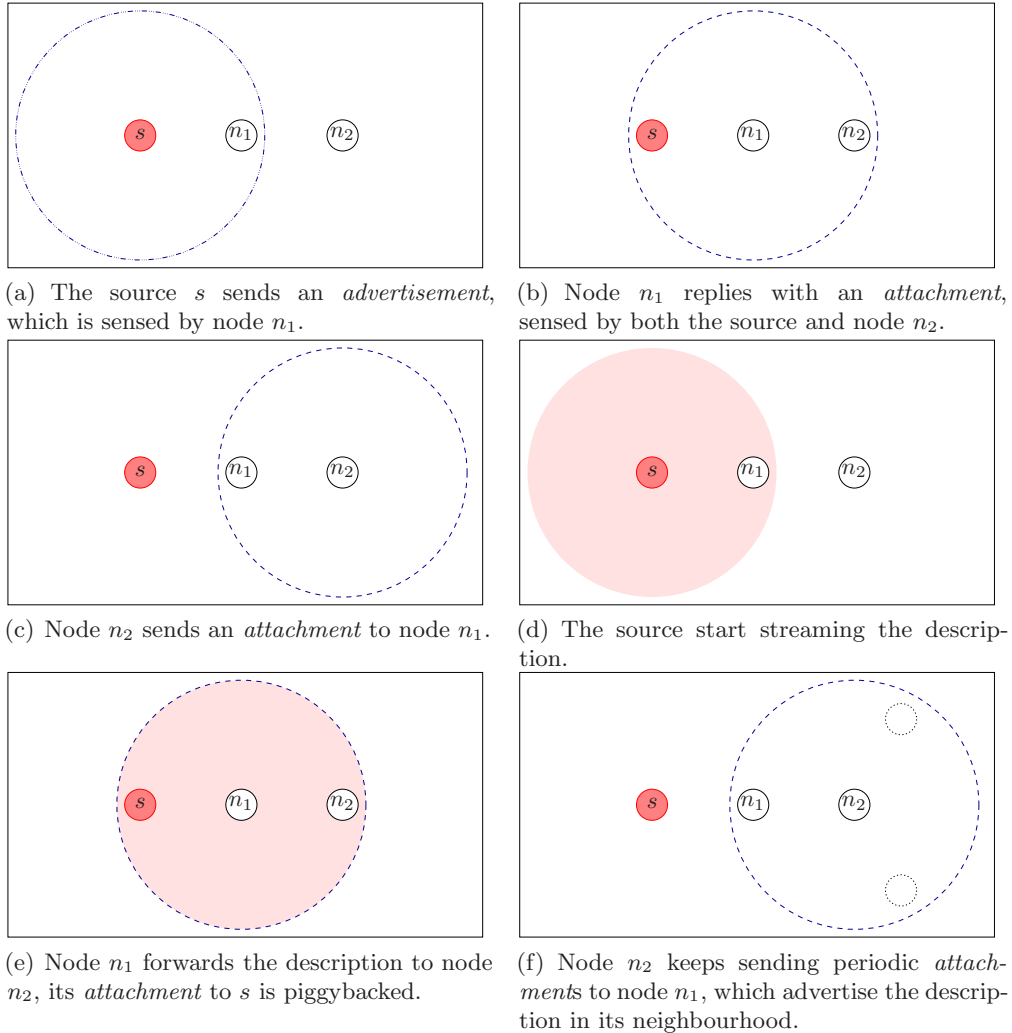 s n₁ n₂
s n₁ n₂
(a) The source s sends an advertisement,
which is sensed by node n₁.
(b) Node n₁ replies with an attachment,
sensed by both the source and node n₂.
s n₁ n₂
s n₁ n₂
(c) Node n₂ sends an attachment to node n₁.
(d) The source start streaming the descrip-
tion.
s n₁ n₂
s n₁ n₂
(e) Node n₁ forwards the description to node
n₂, its attachment to s is piggybacked.
(f) Node n₂ keeps sending periodic attach-
ments to node n₁, which advertise the descrip-
tion in its neighbourhood.